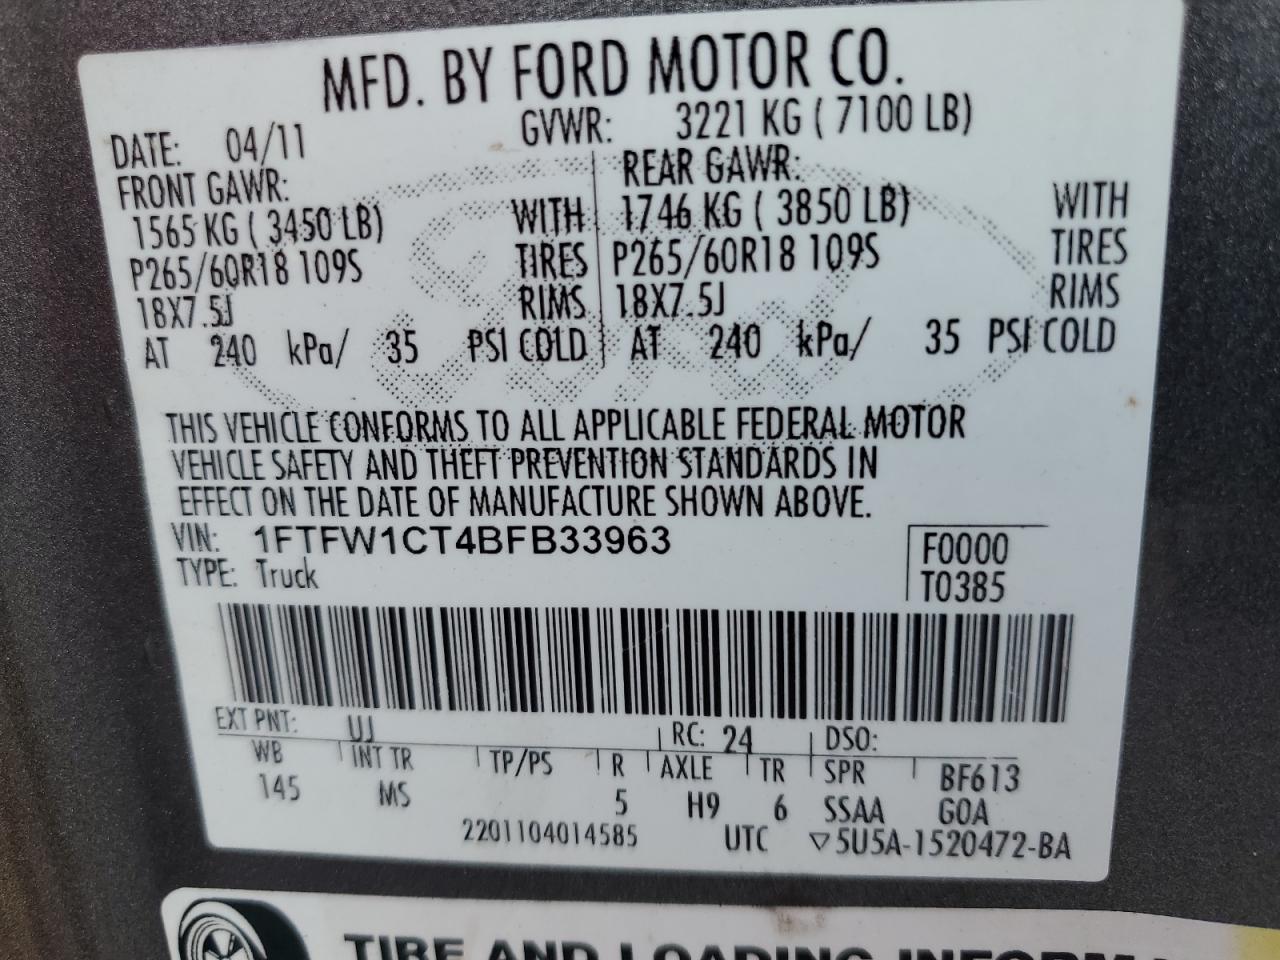 MFD. BY FORD MOTOR CO.
DATE: 04/11 GVWR: 3221 KG ( 7100 LB)
FRONT GAWR: REAR GAWR:
1565 KG ( 3450 LB) WITH 1746 KG ( 3850 LB) WITH
P265/60R18 109S TIRES P265/60R18 109S TIRES
18X7.5J RIMS 18X7.5J RIMS
AT 240 kPa/ 35 PSI COLD AT 240 kPa/ 35 PSI COLD
THIS VEHICLE CONFORMS TO ALL APPLICABLE FEDERAL MOTOR
VEHICLE SAFETY AND THEFT PREVENTION STANDARDS IN
EFFECT ON THE DATE OF MANUFACTURE SHOWN ABOVE.
VIN: 1FTFW1CT4BFB33963 F0000
TYPE: Truck T0385
EXT PNT: UJ RC: 24 DSO:
WB INT TR TP/PS R AXLE TR SPR BF613
145 MS 5 H9 6 SSAA GOA
2201104014585 UTC ▽5U5A-1520472-BA
TIRE AND LOADING INFORM